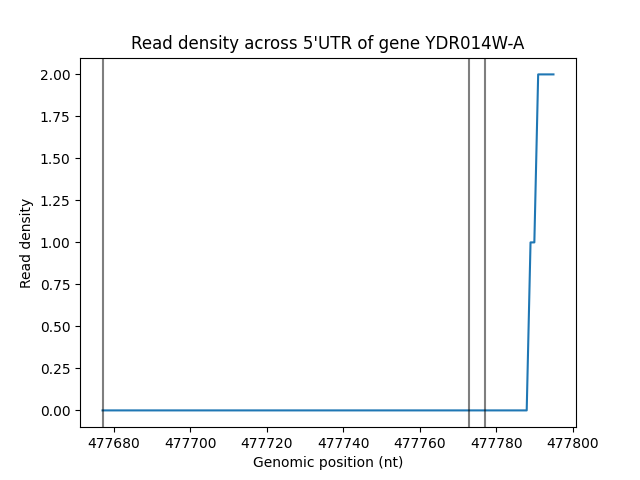 Read density across 5'UTR of gene YDR014W-A
2.00
1.75
1.50
1.25
1.00
0.75
0.50
0.25
0.00
Read density
477680 477700 477720 477740 477760 477780 477800
Genomic position (nt)